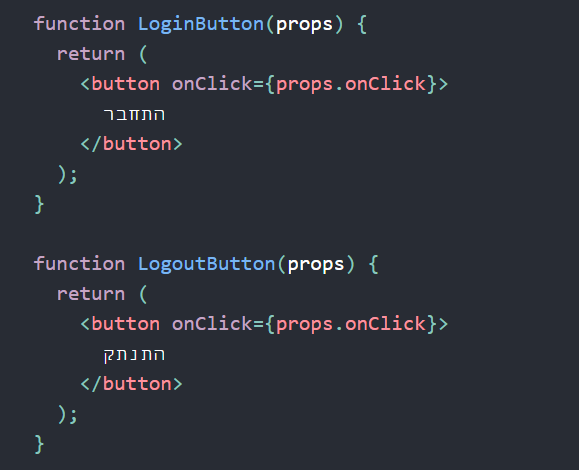 function LoginButton(props) {
return (
<button onClick={props.onClick}>
התחבר
</button>
);
}
function LogoutButton(props) {
return (
<button onClick={props.onClick}>
התנתק
</button>
);
}